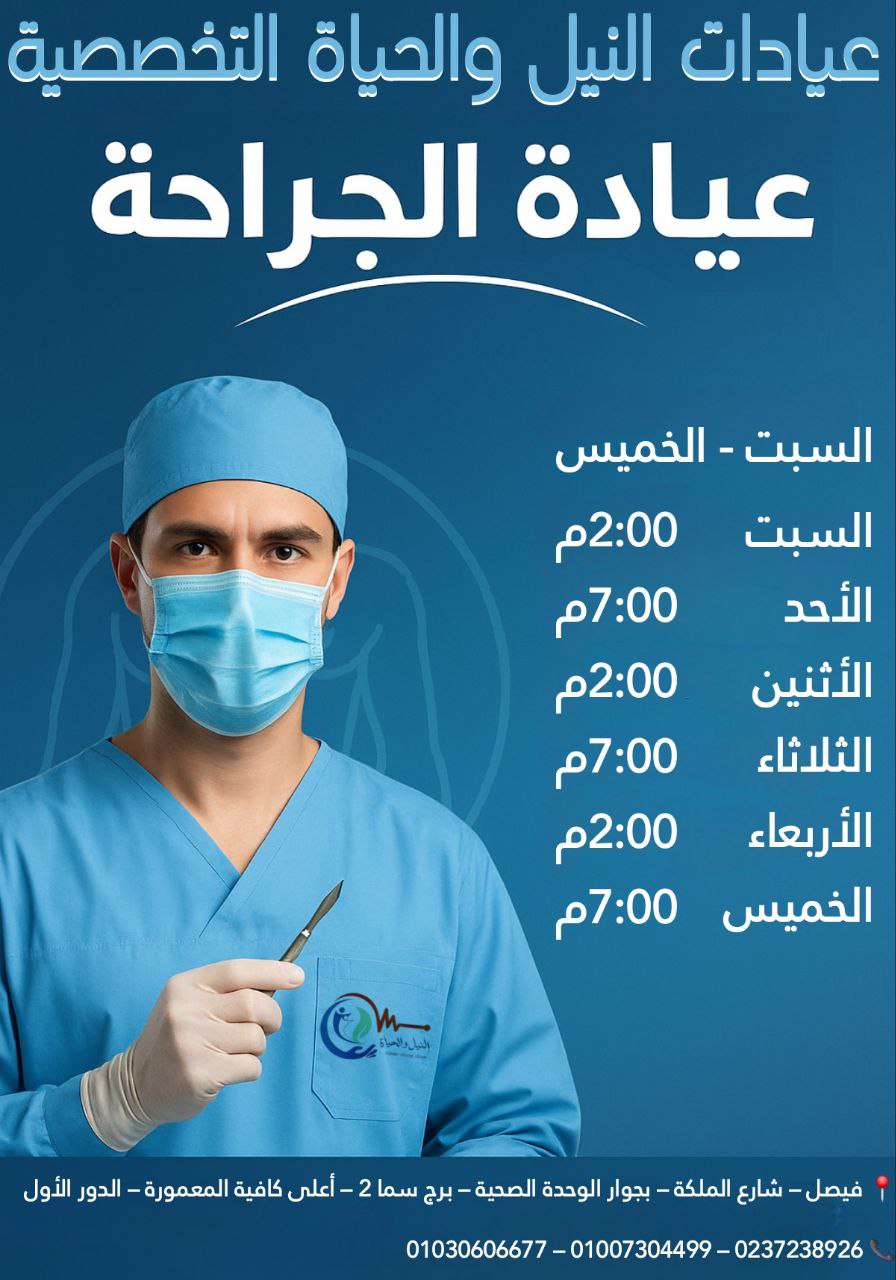 عيادات النيل والحياة التخصصية
عيادة الجراحة
السبت - الخميس
السبت 2:00م
الأحد 7:00م
الأثنين 2:00م
الثلاثاء 7:00م
الأربعاء 2:00م
الخميس 7:00م
النيل والحياة
فيصل – شارع الملكة – بجوار الوحدة الصحية – برج سما 2 – أعلى كافية المعمورة – الدور الأول
0237238926 – 01007304499 – 01030606677